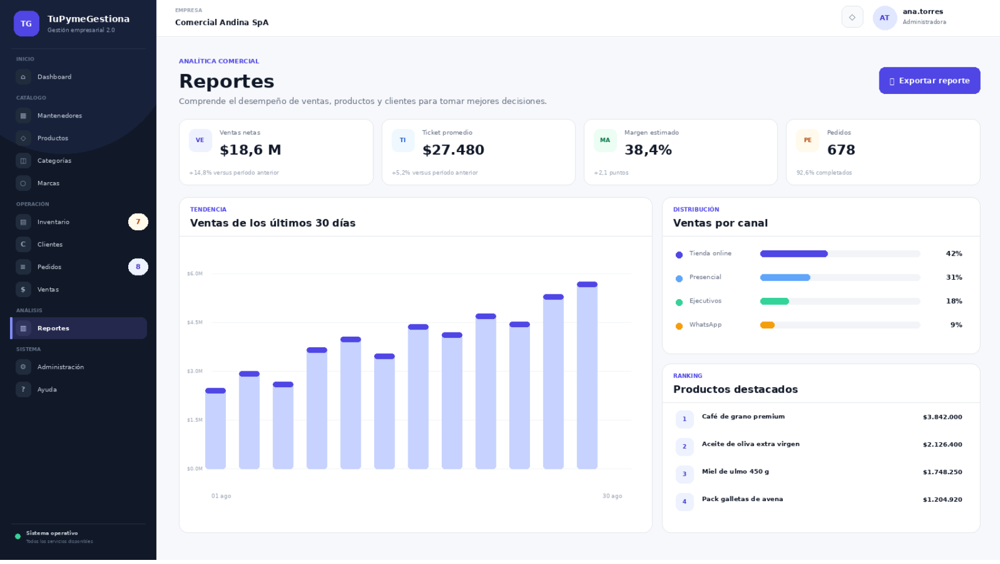 TG
TuPymeGestiona
Gestión empresarial 2.0
INICIO
Dashboard
CATÁLOGO
Mantenedores
Productos
Categorías
Marcas
OPERACIÓN
Inventario 7
C Clientes
Pedidos 8
$ Ventas
ANÁLISIS
Reportes
SISTEMA
Administración
? Ayuda
Sistema operativo
Todos los servicios disponibles
EMPRESA
Comercial Andina SpA
AT
ana.torres
Administradora
ANALÍTICA COMERCIAL
Reportes
Comprende el desempeño de ventas, productos y clientes para tomar mejores decisiones.
Exportar reporte
VE
Ventas netas
$18,6 M
+14,8% versus período anterior
TI
Ticket promedio
$27.480
+5,2% versus período anterior
MA
Margen estimado
38,4%
+2,1 puntos
PE
Pedidos
678
92,6% completados
TENDENCIA
Ventas de los últimos 30 días
$6.0M
$4.5M
$3.0M
$1.5M
$0.0M
01 ago
30 ago
DISTRIBUCIÓN
Ventas por canal
Tienda online 42%
Presencial 31%
Ejecutivos 18%
WhatsApp 9%
RANKING
Productos destacados
1 Café de grano premium $3.842.000
2 Aceite de oliva extra virgen $2.126.400
3 Miel de ulmo 450 g $1.748.250
4 Pack galletas de avena $1.204.920